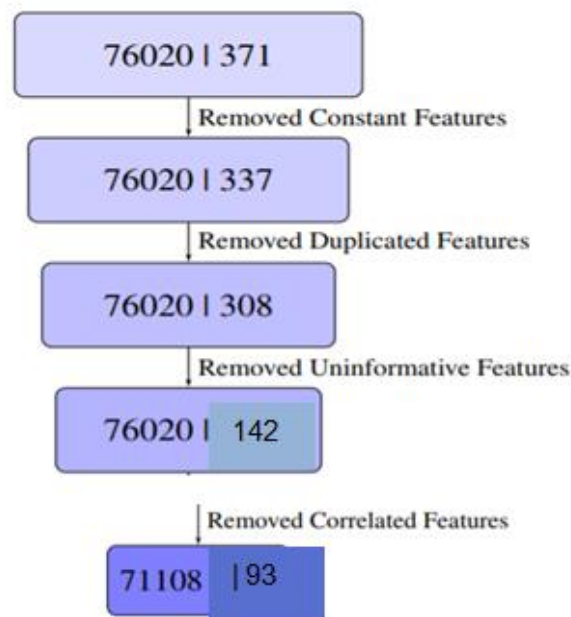 76020 | 371
Removed Constant Features
76020 | 337
Removed Duplicated Features
76020 | 308
Removed Uninformative Features
76020 | 142
Removed Correlated Features
71108 | 93